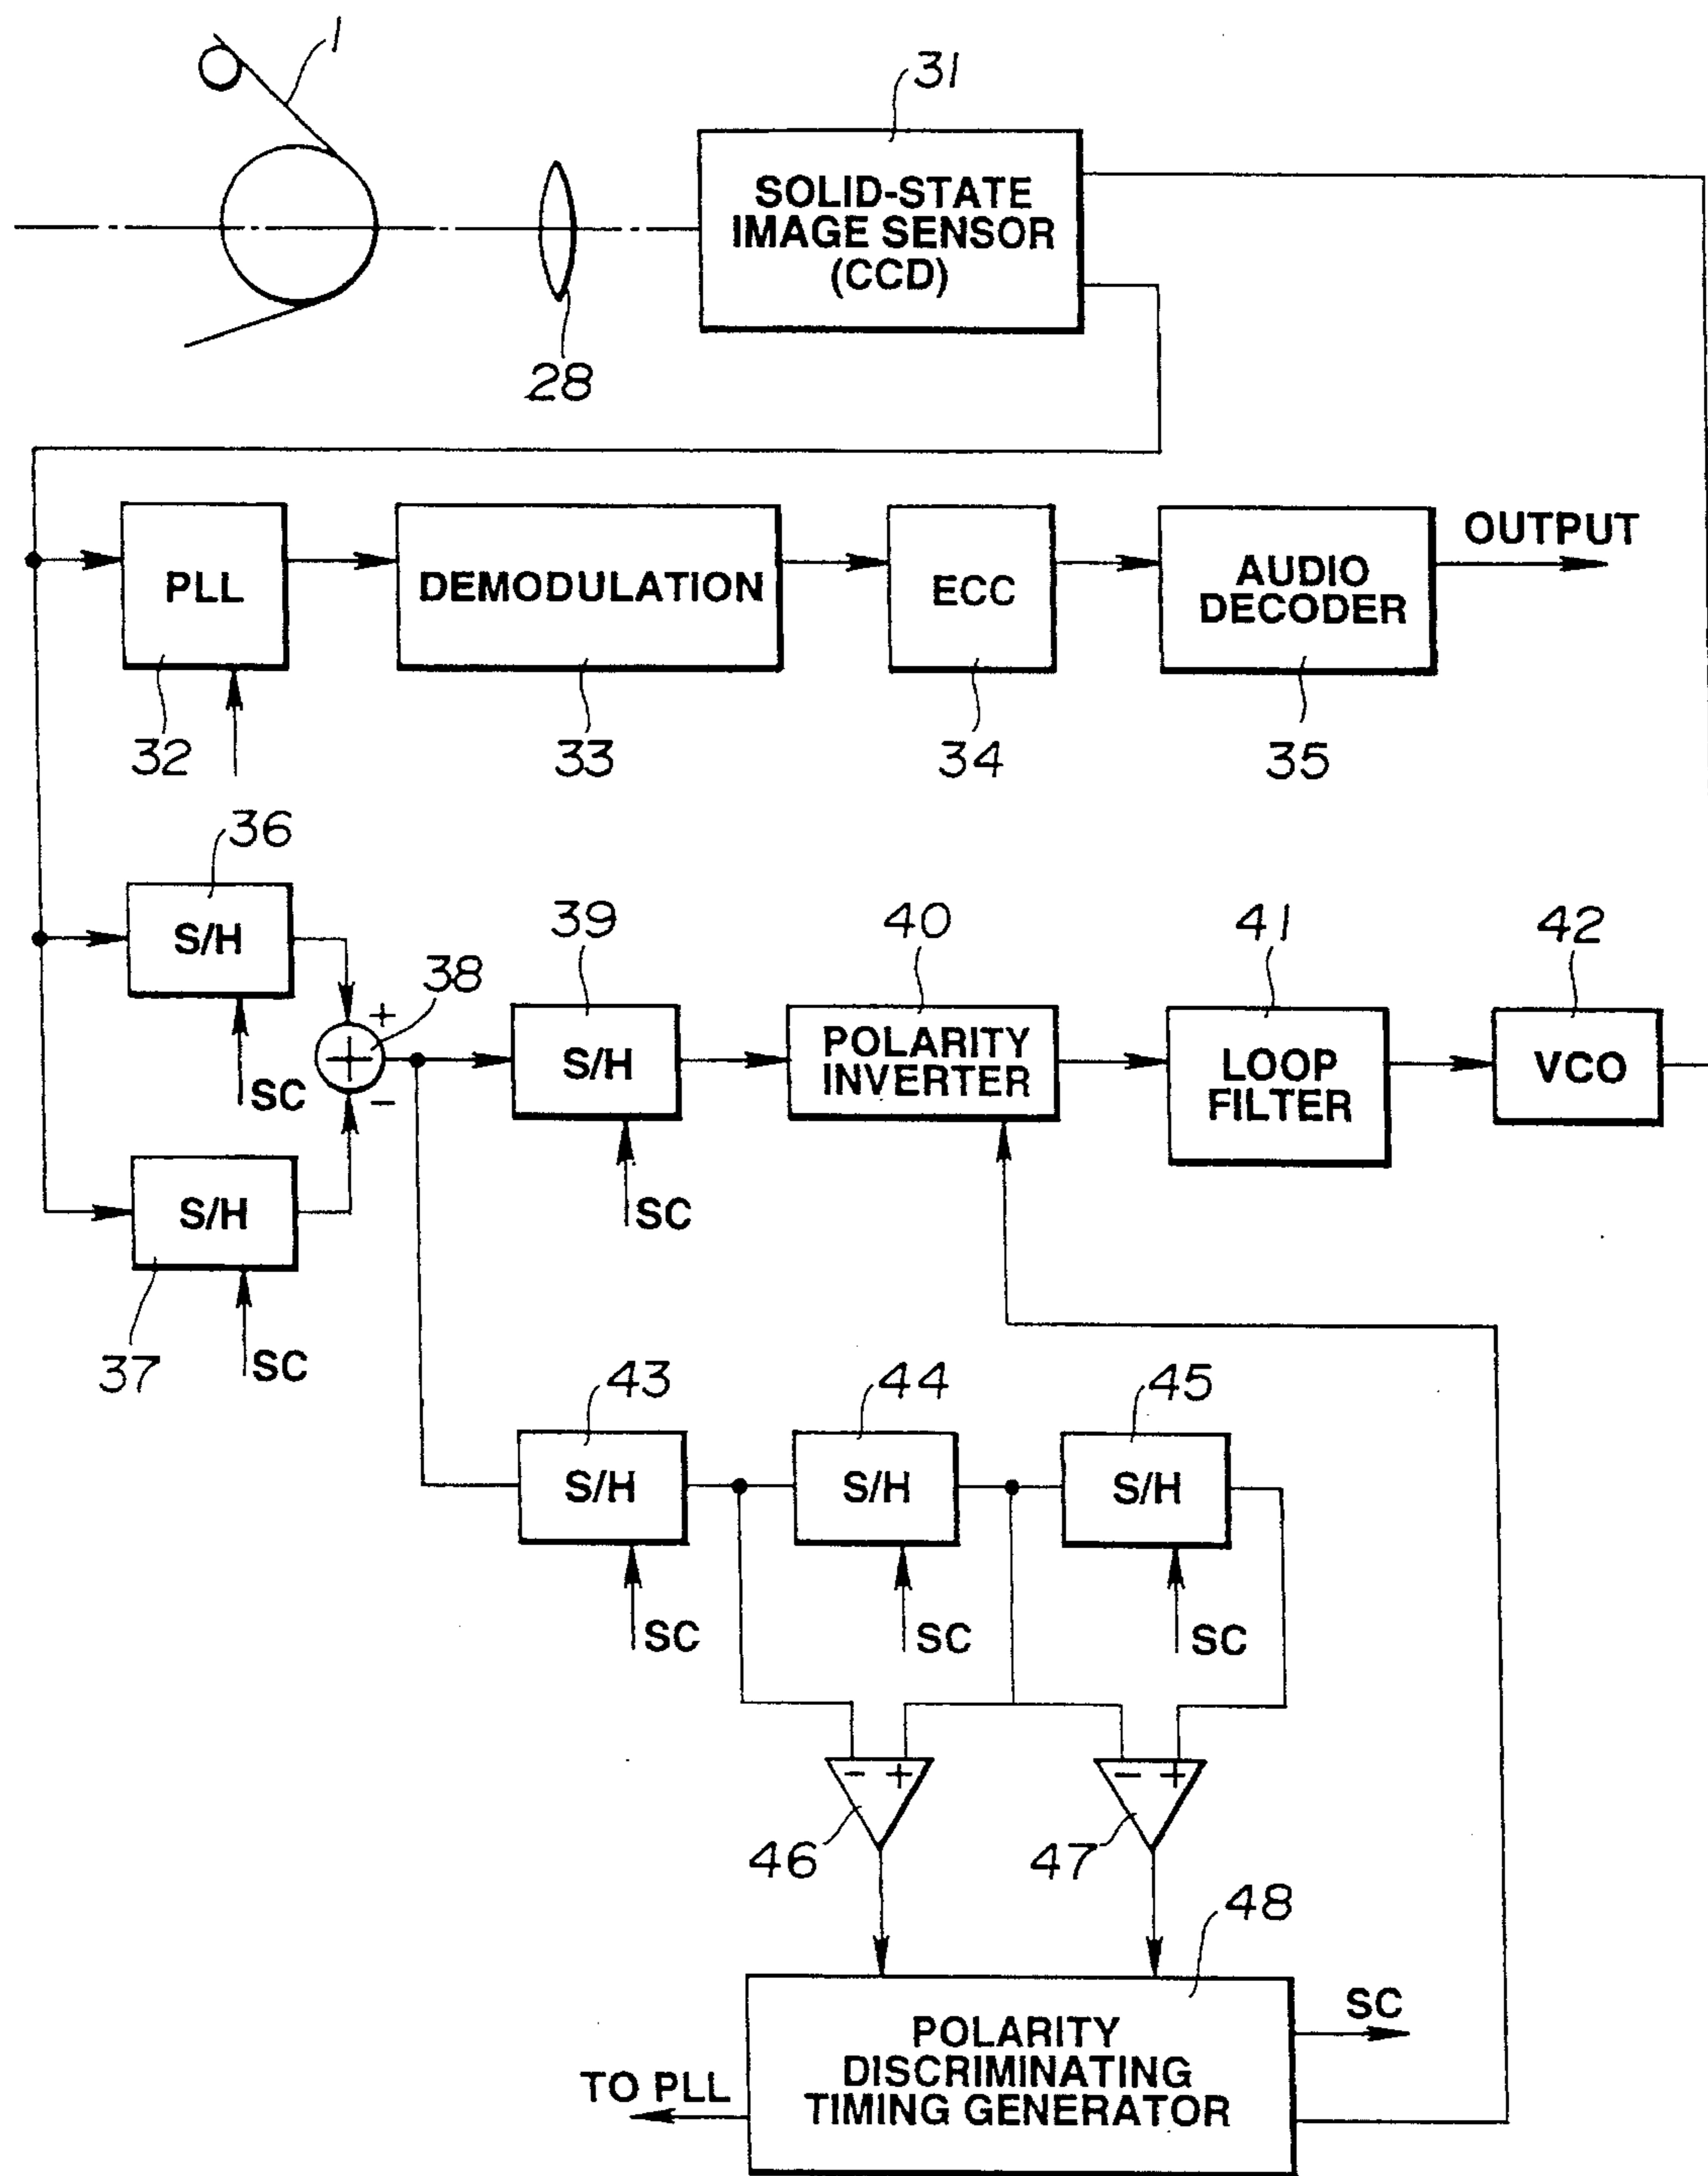 1
31
SOLID-STATE
IMAGE SENSOR
(CCD)
28
PLL
DEMODULATION
ECC
AUDIO
DECODER
OUTPUT
32
33
34
35
36
S/H
SC
38
+
+
−
39
S/H
SC
40
POLARITY
INVERTER
41
LOOP
FILTER
42
VCO
S/H
37
SC
43
S/H
SC
44
S/H
SC
45
S/H
SC
− +
46
− +
47
48
POLARITY
DISCRIMINATING
TIMING GENERATOR
SC
TO PLL